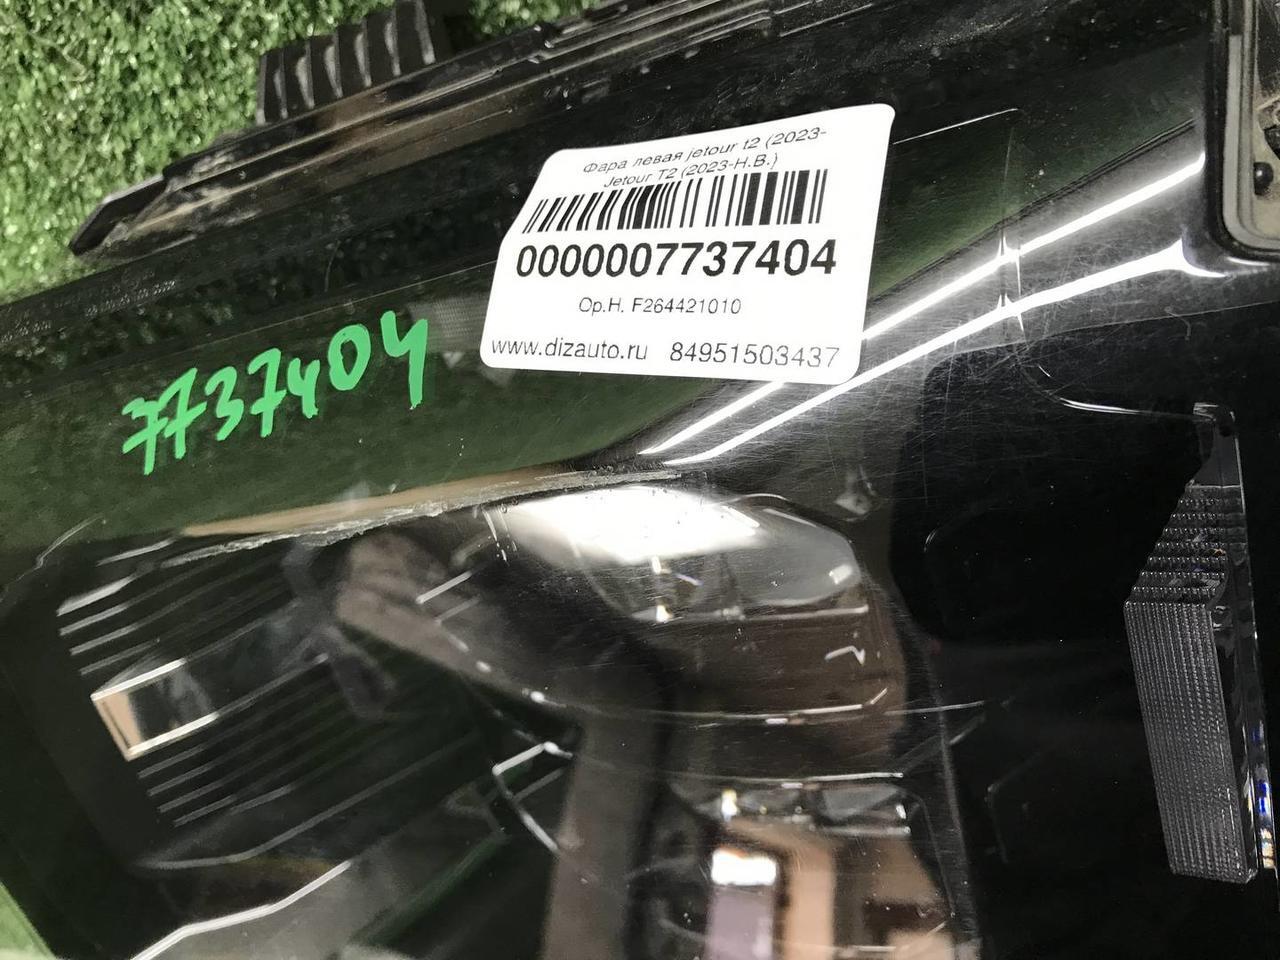 Фара левая jetour t2 (2023-
Jetour T2 (2023-Н.В.)
0000007737404
Ор.Н. F264421010
www.dizauto.ru 84951503437
7737404